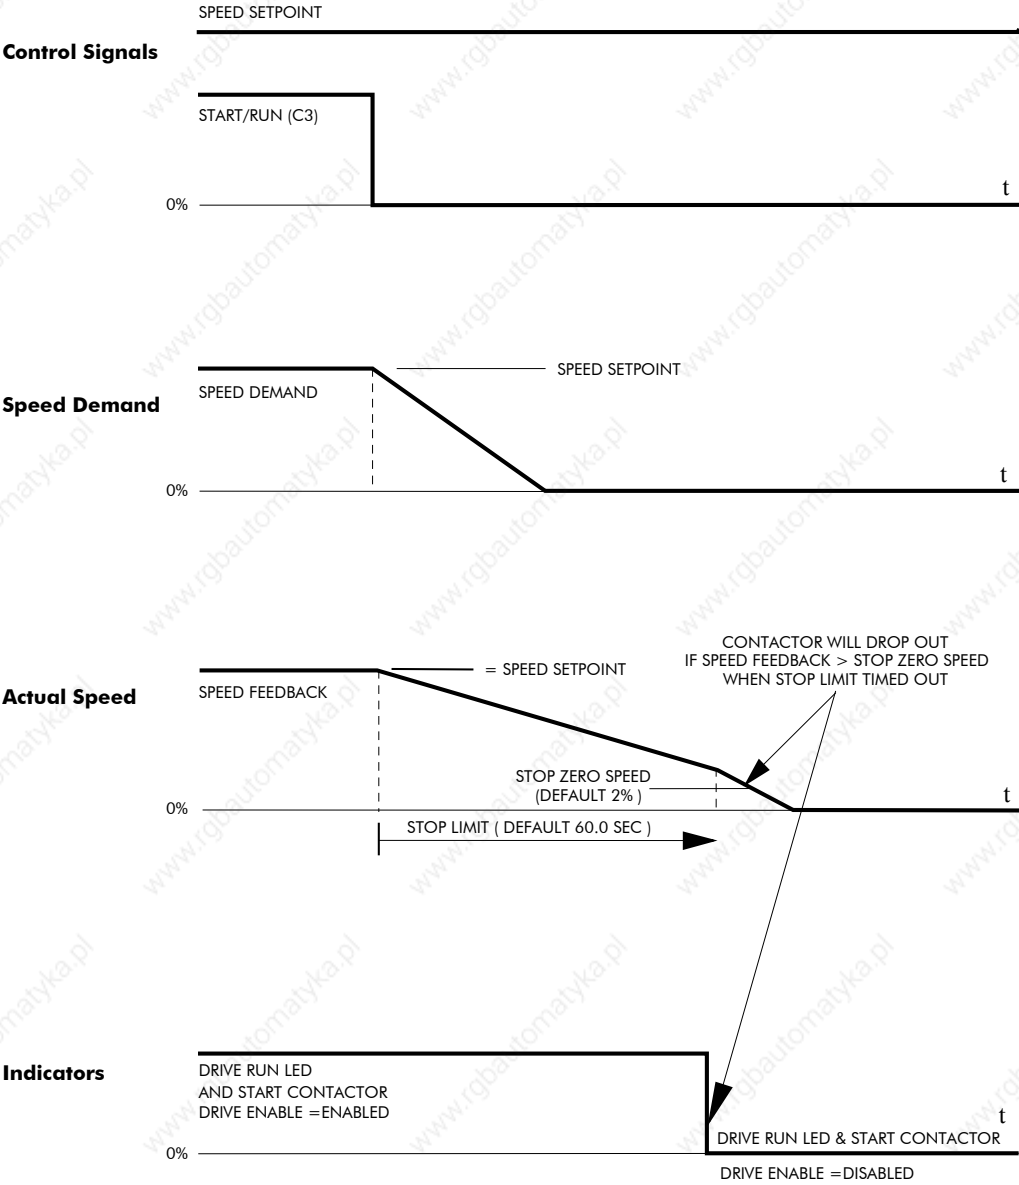 SPEED SETPOINT
Control Signals
START/RUN (C3)
t
0%
SPEED SETPOINT
SPEED DEMAND
Speed Demand
t
0%
CONTACTOR WILL DROP OUT
IF SPEED FEEDBACK > STOP ZERO SPEED
WHEN STOP LIMIT TIMED OUT
= SPEED SETPOINT
SPEED FEEDBACK
Actual Speed
STOP ZERO SPEED
(DEFAULT 2% )
t
0%
STOP LIMIT ( DEFAULT 60.0 SEC )
Indicators
DRIVE RUN LED
AND START CONTACTOR
DRIVE ENABLE =ENABLED
t
DRIVE RUN LED & START CONTACTOR
0%
DRIVE ENABLE =DISABLED
www.rgbautomatyka.pl